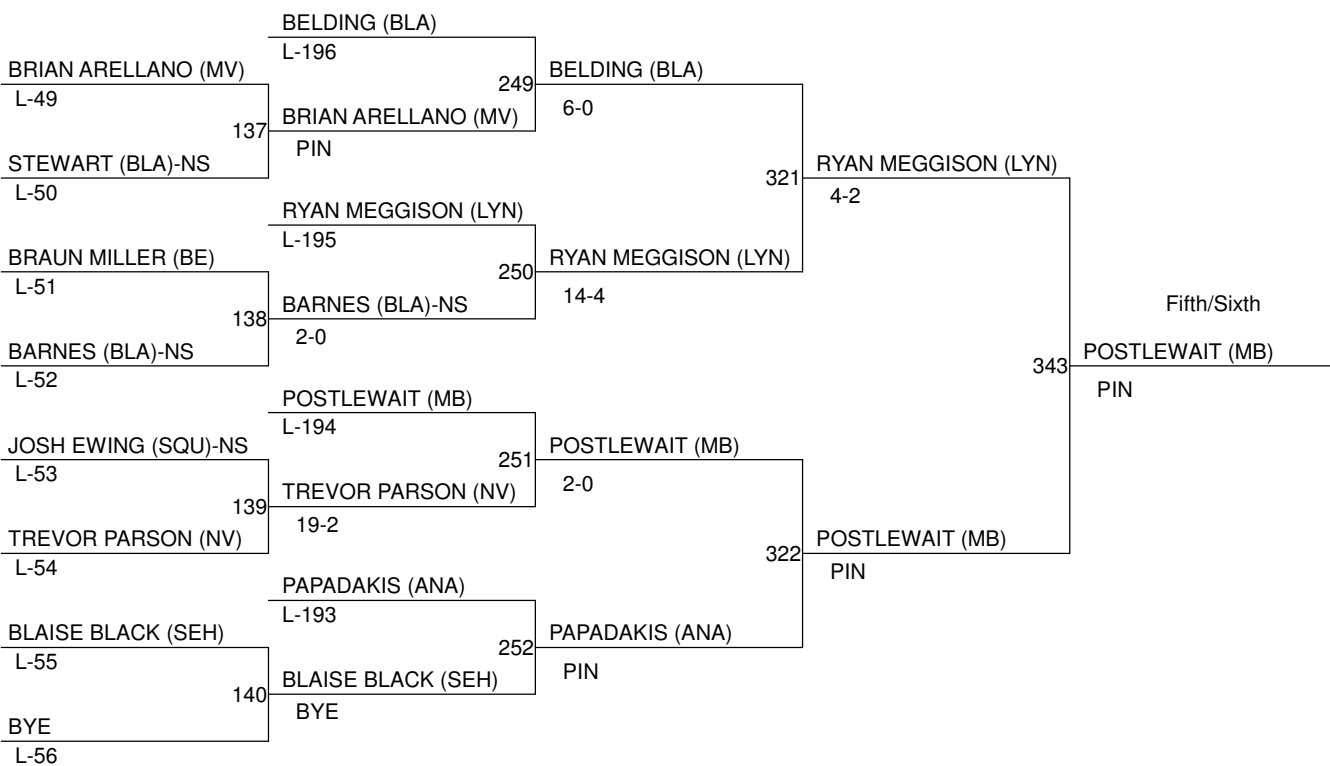 BELDING (BLA)
L-196
BRIAN ARELLANO (MV)
L-49
249
BELDING (BLA)
6-0
137
BRIAN ARELLANO (MV)
PIN
STEWART (BLA)-NS
L-50
321
RYAN MEGGISON (LYN)
4-2
RYAN MEGGISON (LYN)
L-195
BRAUN MILLER (BE)
L-51
250
RYAN MEGGISON (LYN)
14-4
138
BARNES (BLA)-NS
2-0
BARNES (BLA)-NS
L-52
Fifth/Sixth
343
POSTLEWAIT (MB)
PIN
POSTLEWAIT (MB)
L-194
JOSH EWING (SQU)-NS
L-53
251
POSTLEWAIT (MB)
2-0
139
TREVOR PARSON (NV)
19-2
TREVOR PARSON (NV)
L-54
322
POSTLEWAIT (MB)
PIN
PAPADAKIS (ANA)
L-193
BLAISE BLACK (SEH)
L-55
252
PAPADAKIS (ANA)
PIN
140
BLAISE BLACK (SEH)
BYE
BYE
L-56